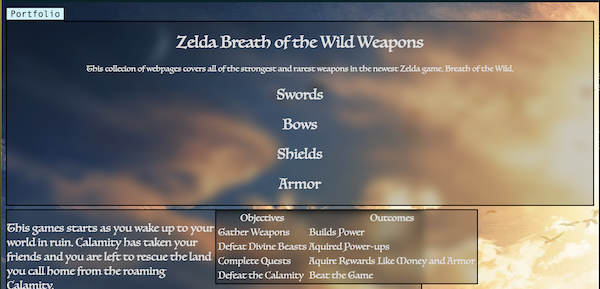 Portfolio
Zelda Breath of the Wild Weapons
This collecion of webpages covers all of the strongest and rarest weapons in the newest Zelda game, Breath of the Wild.
Swords
Bows
Shields
Armor
This games starts as you wake up to your
world in ruin. Calamity has taken your
friends and you are left to rescue the land
you call home from the roaming
Calamity.
Objectives Outcomes
Gather Weapons Builds Power
Defeat Divine Beasts Aquired Power-ups
Complete Quests Aquire Rewards Like Money and Armor
Defeat the Calamity Beat the Game